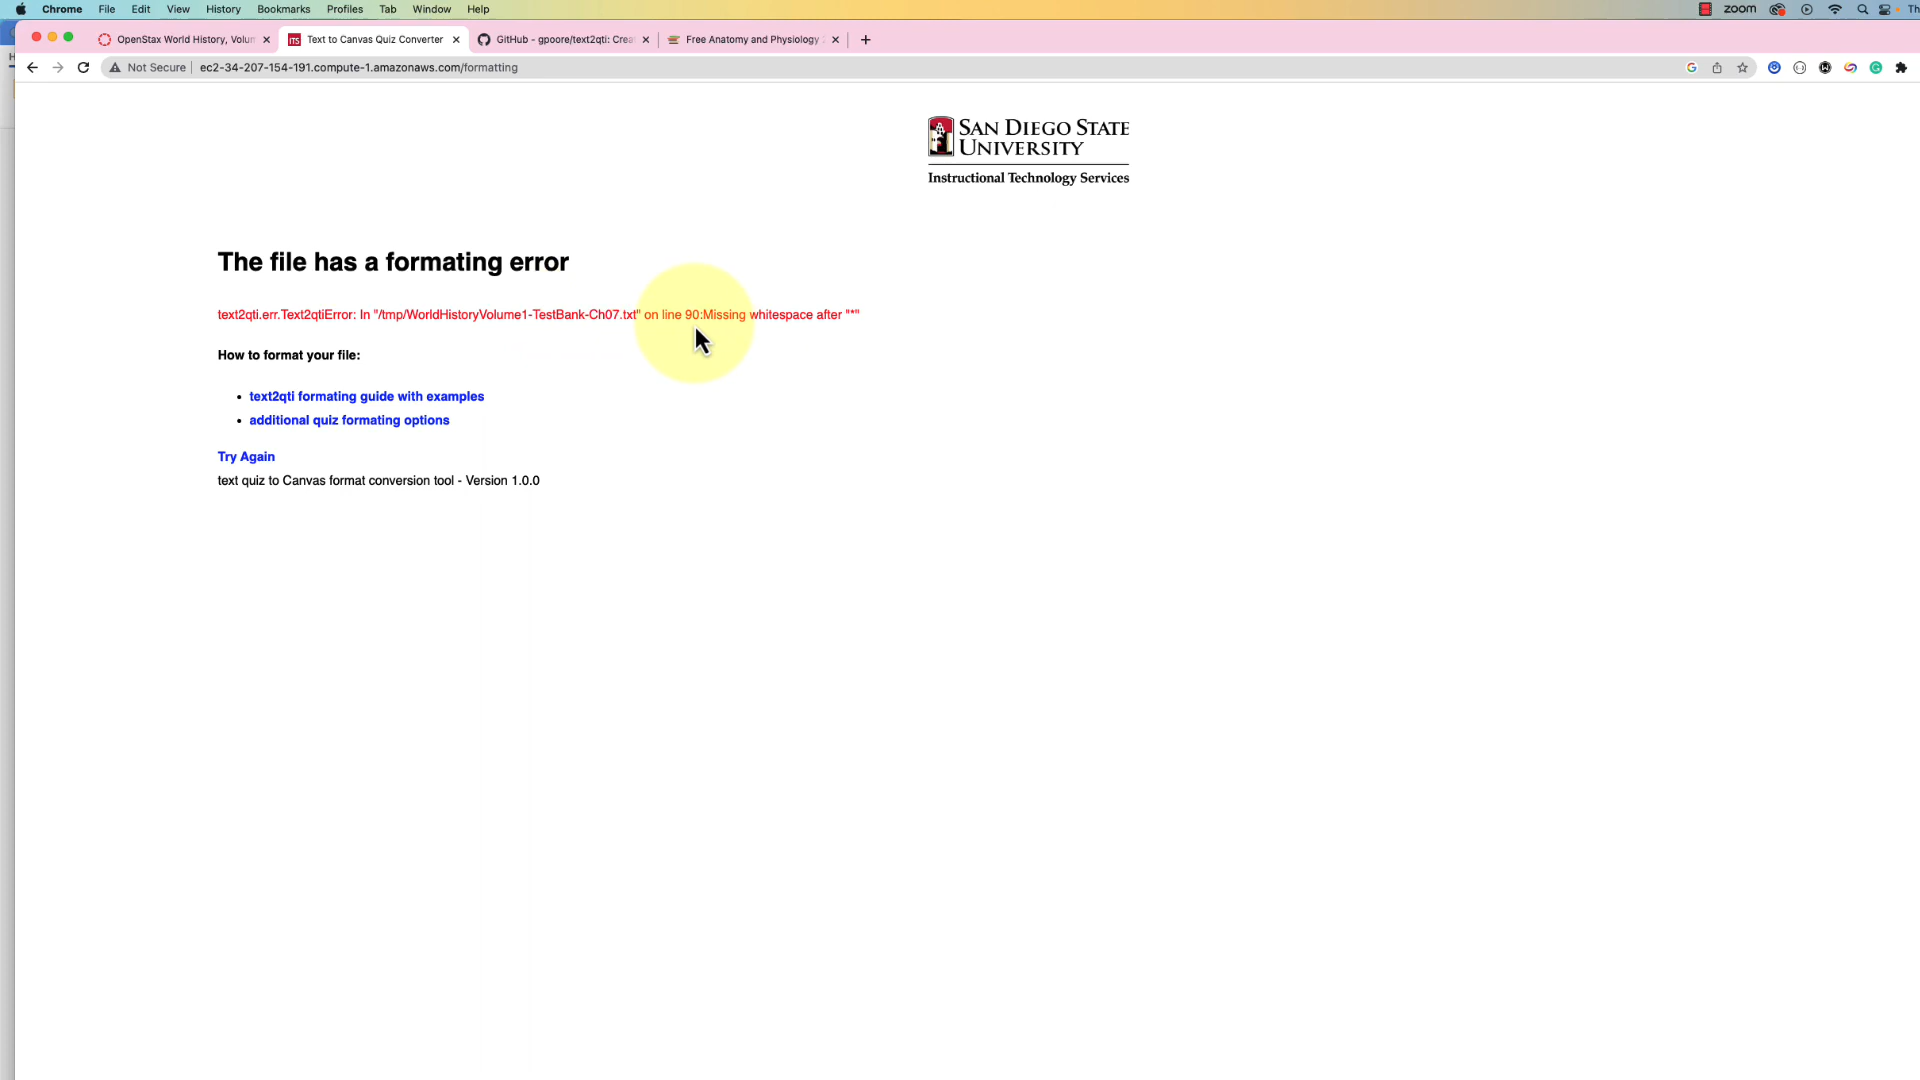 Chrome File Edit View History Bookmarks Profiles Tab Window Help zoom Th
OpenStax World History, Volum Text to Canvas Quiz Converter GitHub - gpoore/text2qti: Crea Free Anatomy and Physiology
Not Secure ec2-34-207-154-191.compute-1.amazonaws.com/formatting
SAN DIEGO STATE
UNIVERSITY
Instructional Technology Services
The file has a formating error
text2qti.err.Text2qtiError: In "/tmp/WorldHistoryVolume1-TestBank-Ch07.txt" on line 90:Missing whitespace after "*"
How to format your file:
• text2qti formating guide with examples
• additional quiz formating options
Try Again
text quiz to Canvas format conversion tool - Version 1.0.0